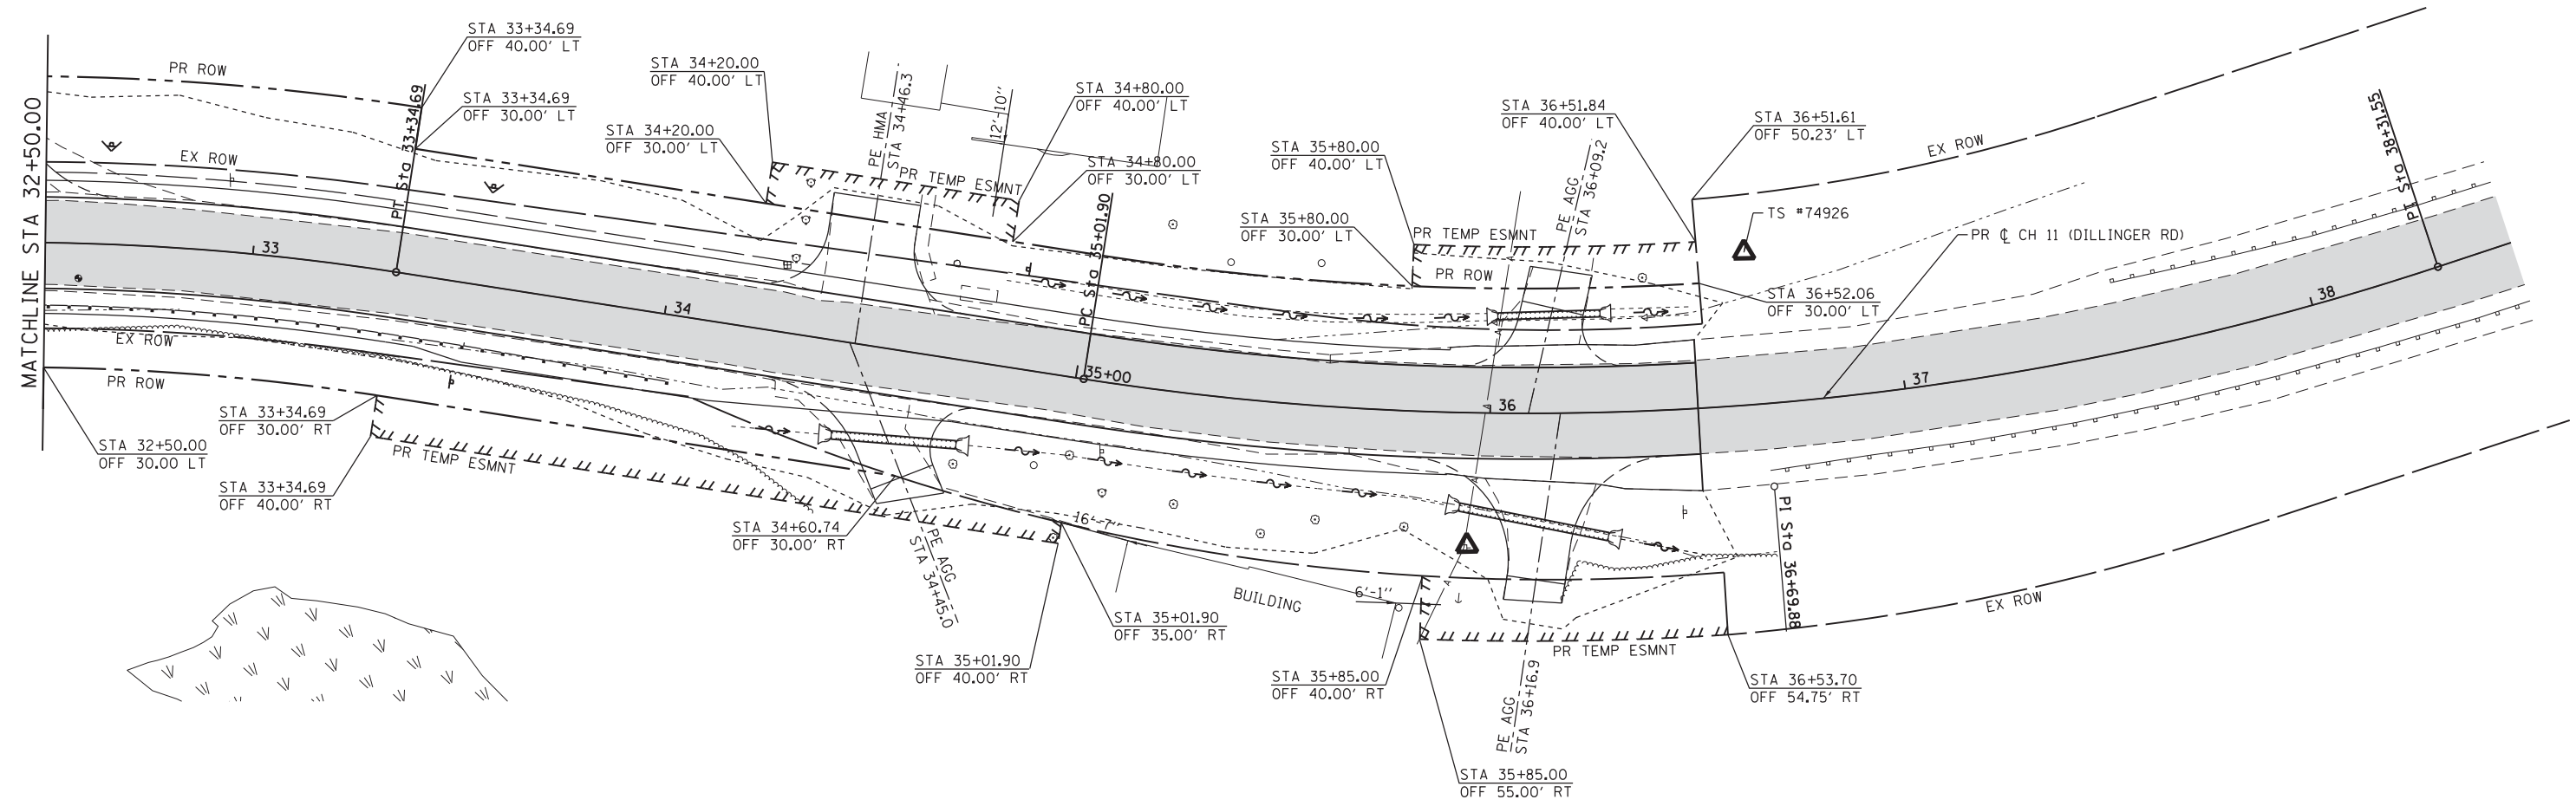 STA 33+34.69
OFF 40.00' LT
PR ROW
STA 34+20.00
OFF 40.00' LT
STA 33+34.69
OFF 30.00' LT
PT Sta 33+34.69
STA 34+20.00
OFF 30.00' LT
PE HMA
STA 34+46.3
12'-10"
STA 34+80.00
OFF 40.00' LT
STA 34+80.00
OFF 30.00' LT
PR TEMP ESMNT
EX ROW
MATCHLINE STA 32+50.00
33
34
PC Sta 35+01.90
35+00
STA 35+80.00
OFF 40.00' LT
STA 35+80.00
OFF 30.00' LT
STA 36+51.84
OFF 40.00' LT
PE AGG
STA 36+09.2
PR TEMP ESMNT
PR ROW
STA 36+51.61
OFF 50.23' LT
TS #74926
EX ROW
PR ℄ CH 11 (DILLINGER RD)
STA 36+52.06
OFF 30.00' LT
PT Sta 38+31.55
38
37
36
EX ROW
PR ROW
STA 33+34.69
OFF 30.00' RT
STA 32+50.00
OFF 30.00 LT
STA 33+34.69
OFF 40.00' RT
PR TEMP ESMNT
STA 34+60.74
OFF 30.00' RT
PE AGG
STA 34+45.0
16'-7"
STA 35+01.90
OFF 35.00' RT
STA 35+01.90
OFF 40.00' RT
BUILDING
6'-1"
STA 35+85.00
OFF 40.00' RT
STA 35+85.00
OFF 55.00' RT
PE AGG
STA 36+16.9
PR TEMP ESMNT
PI Sta 36+69.88
EX ROW
STA 36+53.70
OFF 54.75' RT